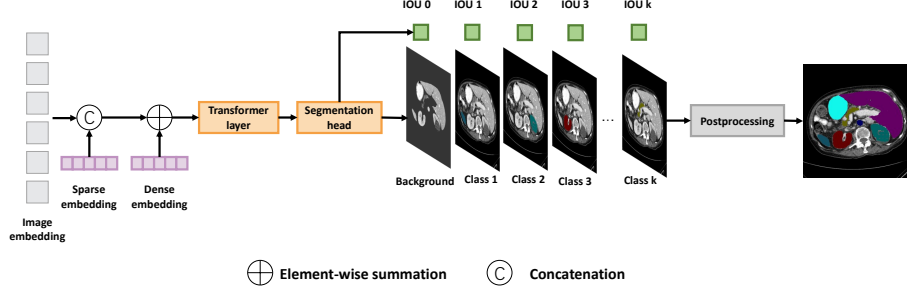 IOU 0 IOU 1 IOU 2 IOU 3 IOU k
C
Transformer
layer
Segmentation
head
...
Postprocessing
Sparse
embedding
Dense
embedding
Background
Class 1
Class 2
Class 3
Class k
Image
embedding
Element-wise summation
C Concatenation